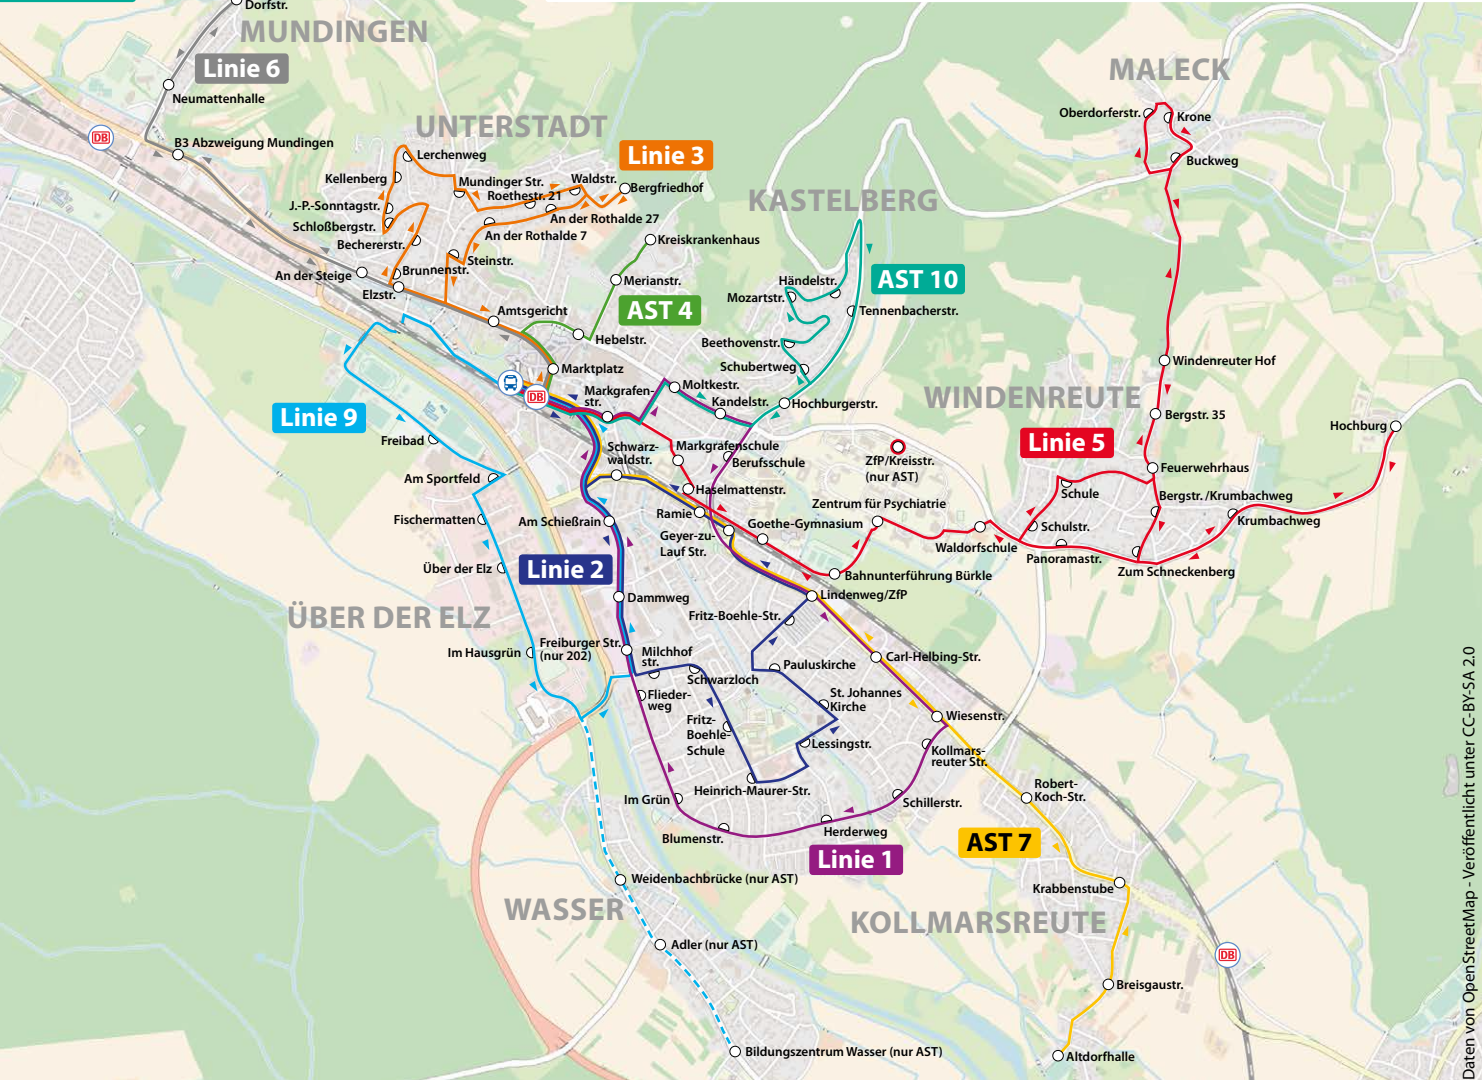 Dorfstr.
MUNDINGEN
Linie 6
Neumattenhalle
B3 Abzweigung Mundingen
DB
UNTERSTADT
Linie 3
Lerchenweg
Kellenberg
Mundinger Str.
Waldstr.
Roethestr. 21
Bergfriedhof
J.-P.-Sonntagstr.
Schloßbergstr.
An der Rothalde 27
An der Rothalde 7
Bechererstr.
Steinstr.
Brunnenstr.
An der Steige
Elzstr.
Amtsgericht
Kreiskrankenhaus
Merianstr.
AST 4
Hebelstr.
Marktplatz
DB
Markgrafen-
str.
Moltkestr.
Kandelstr.
Hochburgerstr.
KASTELBERG
AST 10
Händelstr.
Mozartstr.
Tennenbacherstr.
Beethovenstr.
Schubertweg
MALECK
Oberdorferstr.
Krone
Buckweg
Windenreuter Hof
WINDENREUTE
Bergstr. 35
Linie 5
Hochburg
Feuerwehrhaus
Schule
Bergstr./Krumbachweg
Krumbachweg
Schulstr.
Panoramastr.
Zum Schneckenberg
Waldorfschule
ZfP/Kreisstr.
(nur AST)
Zentrum für Psychiatrie
Goethe-Gymnasium
Bahnunterführung Bürkle
Lindenweg/ZfP
Markgrafenschule
Berufsschule
Schwarz-
waldstr.
Haselmattenstr.
Ramie
Geyer-zu-
Lauf Str.
Linie 9
Freibad
Am Sportfeld
Fischermatten
Am Schießrain
Linie 2
Über der Elz
Dammweg
ÜBER DER ELZ
Im Hausgrün
Freiburger Str.
(nur 202)
Milchhof
str.
Schwarzloch
Flieder-
weg
Fritz-
Boehle-
Schule
Fritz-Boehle-Str.
Pauluskirche
St. Johannes
Kirche
Lessingstr.
Heinrich-Maurer-Str.
Carl-Helbing-Str.
Wiesenstr.
Kollmars-
reuter Str.
Schillerstr.
Herderweg
Im Grün
Blumenstr.
Linie 1
Robert-
Koch-Str.
AST 7
Krabbenstube
KOLLMARSREUTE
DB
Breisgaustr.
Altdorfhalle
Weidenbachbrücke (nur AST)
WASSER
Adler (nur AST)
Bildungszentrum Wasser (nur AST)
Daten von OpenStreetMap - Veröffentlicht unter CC-BY-SA 2.0